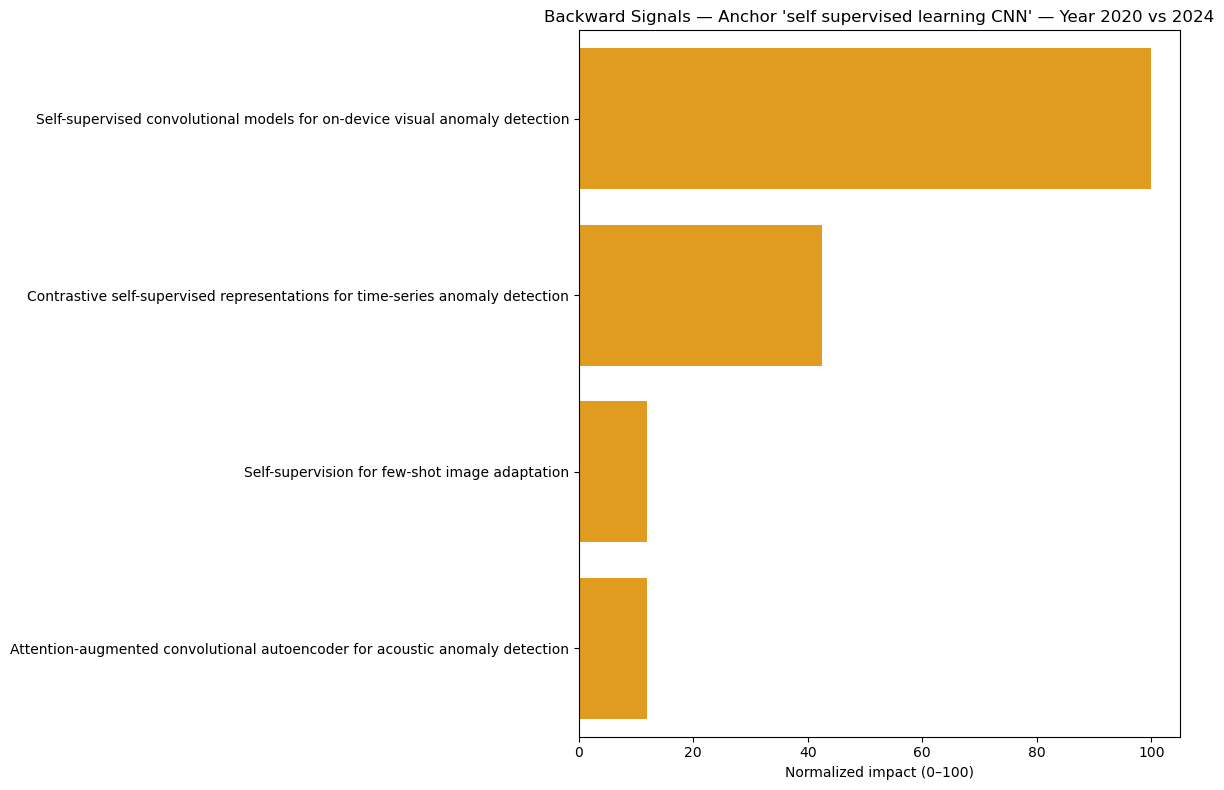 Backward Signals — Anchor 'self supervised learning CNN' — Year 2020 vs 2024
Self-supervised convolutional models for on-device visual anomaly detection
Contrastive self-supervised representations for time-series anomaly detection
Self-supervision for few-shot image adaptation
Attention-augmented convolutional autoencoder for acoustic anomaly detection
0 20 40 60 80 100
Normalized impact (0–100)